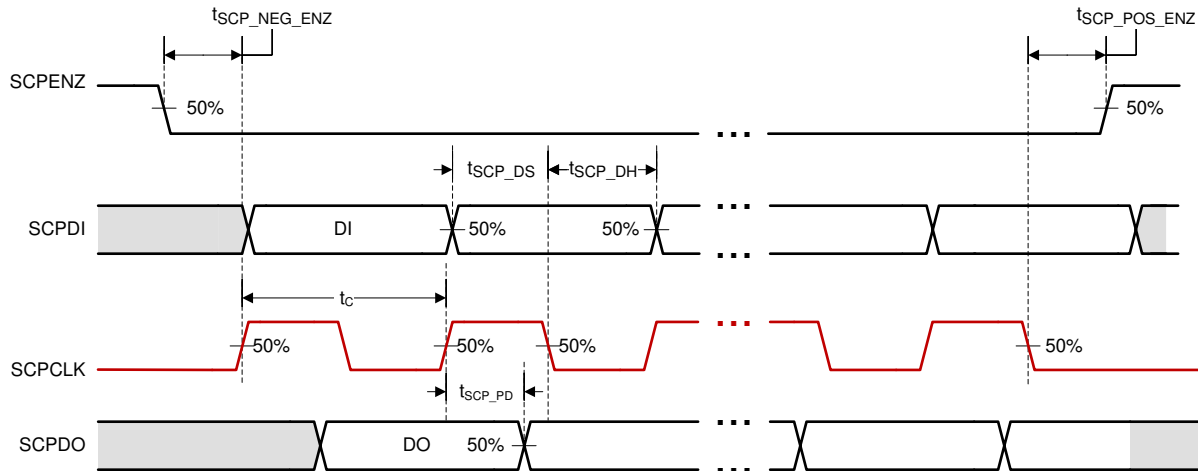 tSCP_NEG_ENZ
tSCP_POS_ENZ
SCPENZ
50%
50%
...
tSCP_DS
tSCP_DH
SCPDI
DI
50%
50%
...
...
tC
...
SCPCLK
50%
50%
50%
50%
tSCP_PD
SCPDO
DO
50%
...
...